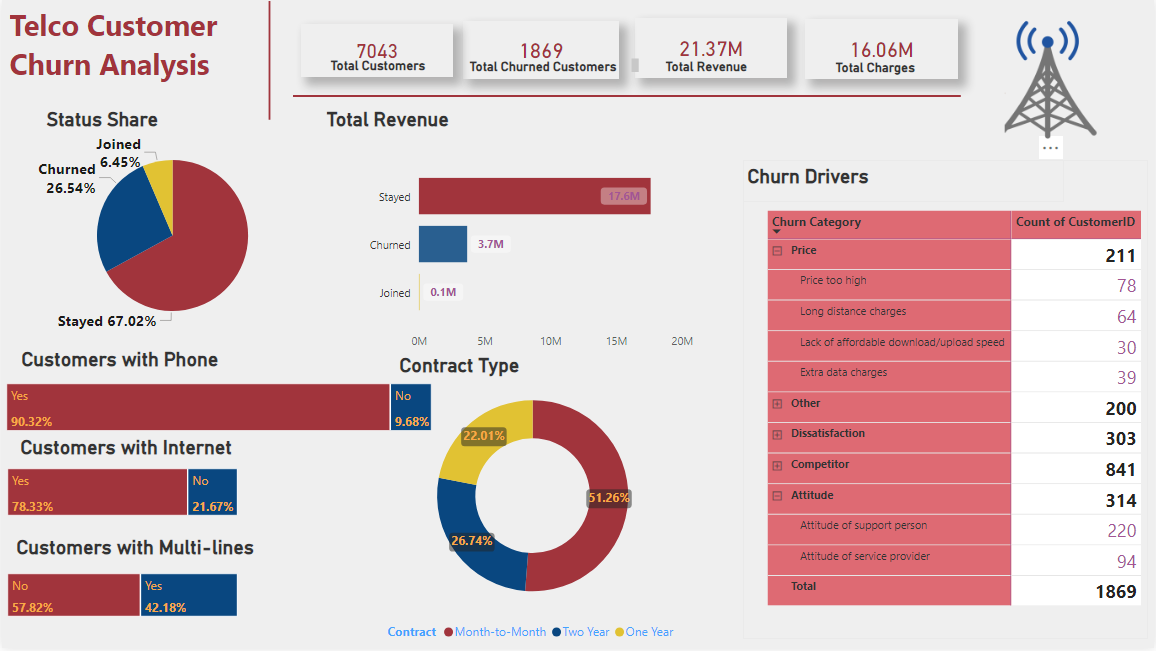 Telco Customer
Churn Analysis
7043
Total Customers
1869
Total Churned Customers
21.37M
Total Revenue
16.06M
Total Charges
...
Status Share
Joined
6.45%
Churned
26.54%
Stayed 67.02%
Total Revenue
Stayed
17.6M
Churned
3.7M
Joined
0.1M
0M 5M 10M 15M 20M
Customers with Phone
Yes
90.32%
No
9.68%
Customers with Internet
Yes
78.33%
No
21.67%
Customers with Multi-lines
No
57.82%
Yes
42.18%
Contract Type
22.01%
51.26%
26.74%
Contract Month-to-Month Two Year One Year
Churn Drivers
Churn Category Count of CustomerID
Price 211
Price too high 78
Long distance charges 64
Lack of affordable download/upload speed 30
Extra data charges 39
Other 200
Dissatisfaction 303
Competitor 841
Attitude 314
Attitude of support person 220
Attitude of service provider 94
Total 1869